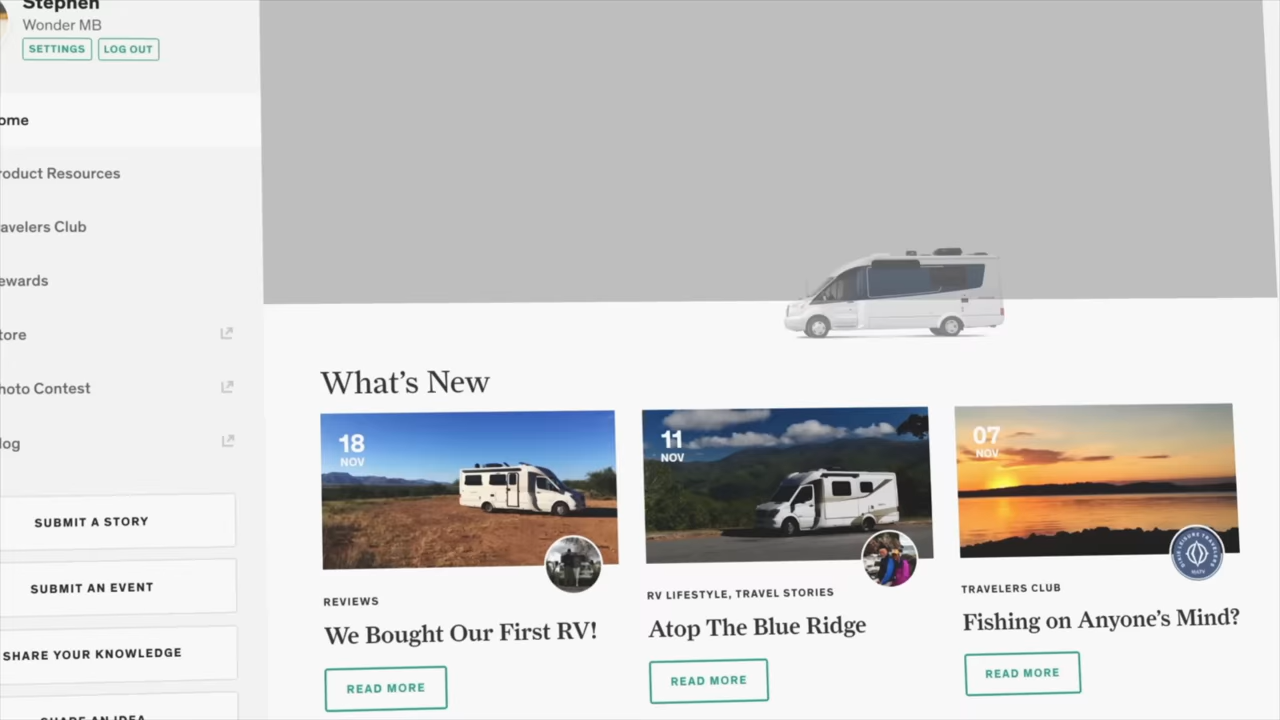 Stephen
Wonder MB
SETTINGS
LOG OUT
ome
roduct Resources
avelers Club
ewards
tore
hoto Contest
log
SUBMIT A STORY
SUBMIT AN EVENT
SHARE YOUR KNOWLEDGE
SHARE AN IDEA
What's New
18
NOV
REVIEWS
We Bought Our First RV!
READ MORE
11
NOV
RV LIFESTYLE, TRAVEL STORIES
Atop The Blue Ridge
READ MORE
07
NOV
TRAVELERS CLUB
Fishing on Anyone's Mind?
READ MORE